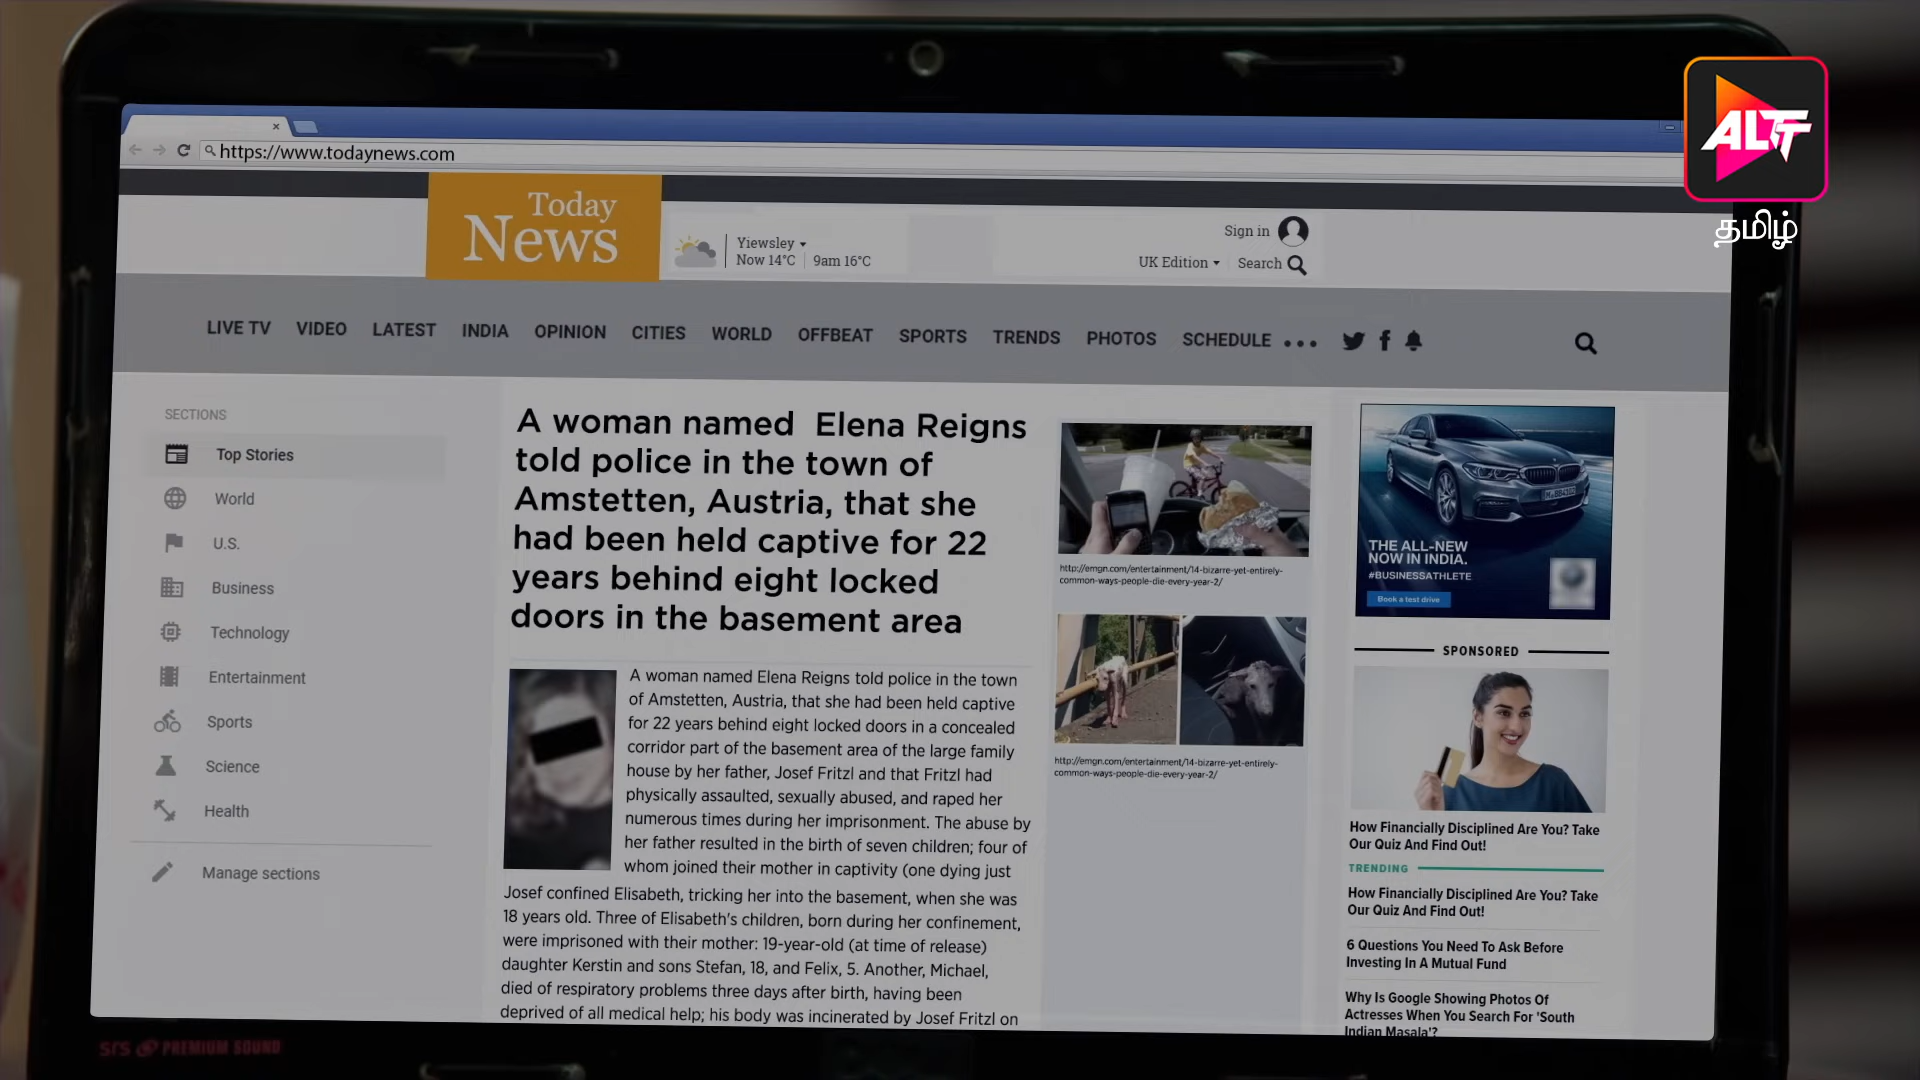 ALTT
தமிழ்
https://www.todaynews.com
Today
News
Yiewsley
Now 14°C
9am 16°C
Sign in
UK Edition
Search
LIVE TV
VIDEO
LATEST
INDIA
OPINION
CITIES
WORLD
OFFBEAT
SPORTS
TRENDS
PHOTOS
SCHEDULE
SECTIONS
Top Stories
World
U.S.
Business
Technology
Entertainment
Sports
Science
Health
Manage sections
A woman named Elena Reigns
told police in the town of
Amstetten, Austria, that she
had been held captive for 22
years behind eight locked
doors in the basement area
A woman named Elena Reigns told police in the town
of Amstetten, Austria, that she had been held captive
for 22 years behind eight locked doors in a concealed
corridor part of the basement area of the large family
house by her father, Josef Fritzl and that Fritzl had
physically assaulted, sexually abused, and raped her
numerous times during her imprisonment. The abuse by
her father resulted in the birth of seven children; four of
whom joined their mother in captivity (one dying just
Josef confined Elisabeth, tricking her into the basement, when she was
18 years old. Three of Elisabeth's children, born during her confinement,
were imprisoned with their mother: 19-year-old (at time of release)
daughter Kerstin and sons Stefan, 18, and Felix, 5. Another, Michael,
died of respiratory problems three days after birth, having been
deprived of all medical help; his body was incinerated by Josef Fritzl on
http://emgn.com/entertainment/14-bizarre-yet-entirely-
common-ways-people-die-every-year-2/
http://emgn.com/entertainment/14-bizarre-yet-entirely-
common-ways-people-die-every-year-2/
THE ALL-NEW
NOW IN INDIA.
#BUSINESSATHLETE
Book a test drive
SPONSORED
How Financially Disciplined Are You? Take
Our Quiz And Find Out!
TRENDING
How Financially Disciplined Are You? Take
Our Quiz And Find Out!
6 Questions You Need To Ask Before
Investing In A Mutual Fund
Why Is Google Showing Photos Of
Actresses When You Search For 'South
Indian Masala'?
SRS PREMIUM SOUND